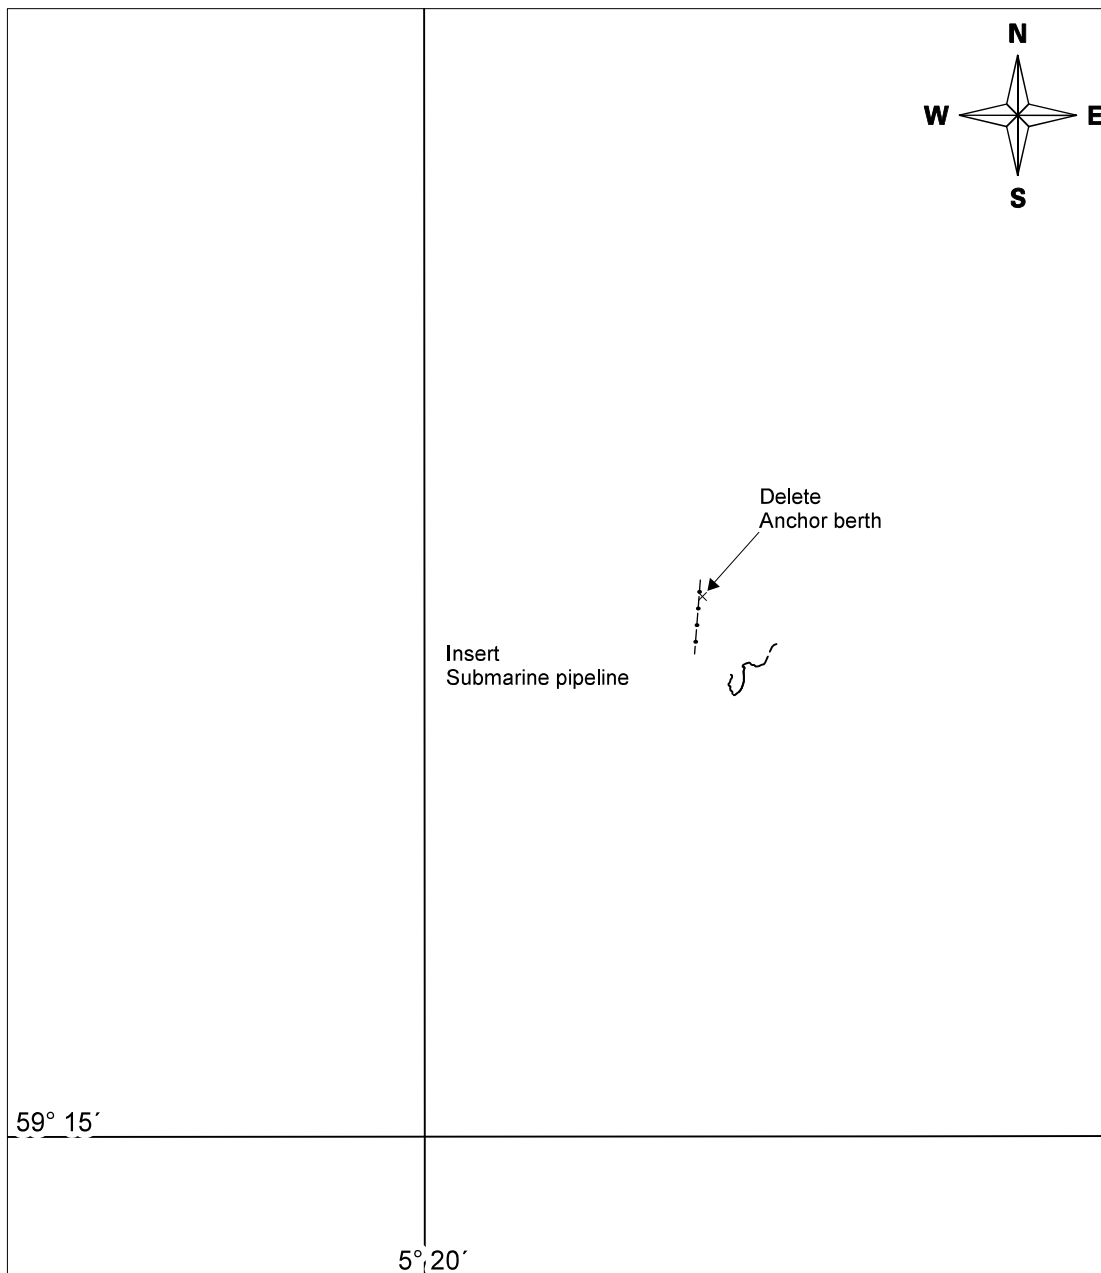 N
W E
S
Delete
Anchor berth
Insert
Submarine pipeline
59° 15´
5° 20´